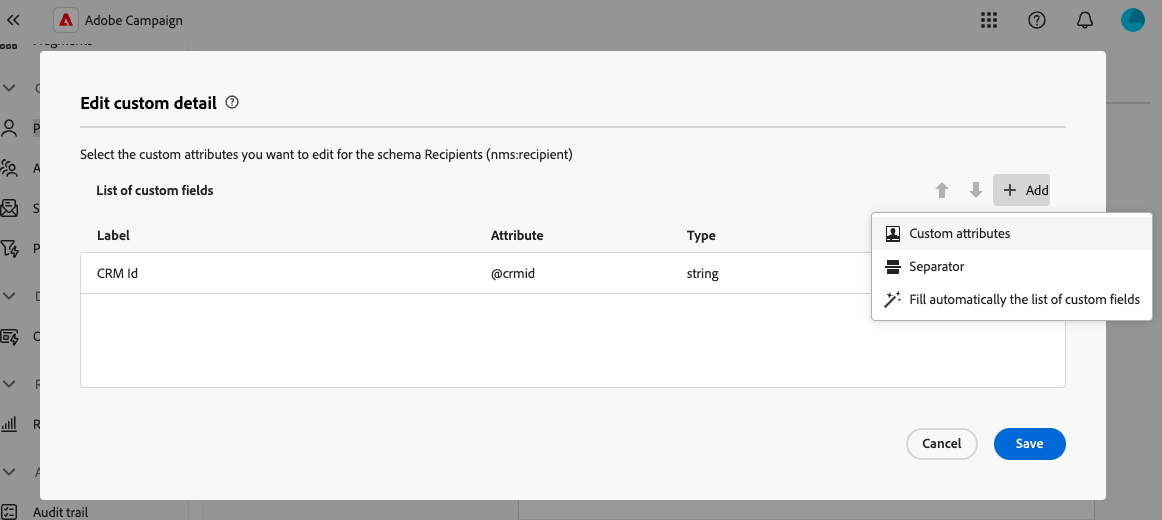 Adobe Campaign
Edit custom detail
Select the custom attributes you want to edit for the schema Recipients (nms:recipient)
List of custom fields
Add
Label Attribute Type
Custom attributes
CRM Id @crmid string
Separator
Fill automatically the list of custom fields
Cancel Save
Audit trail